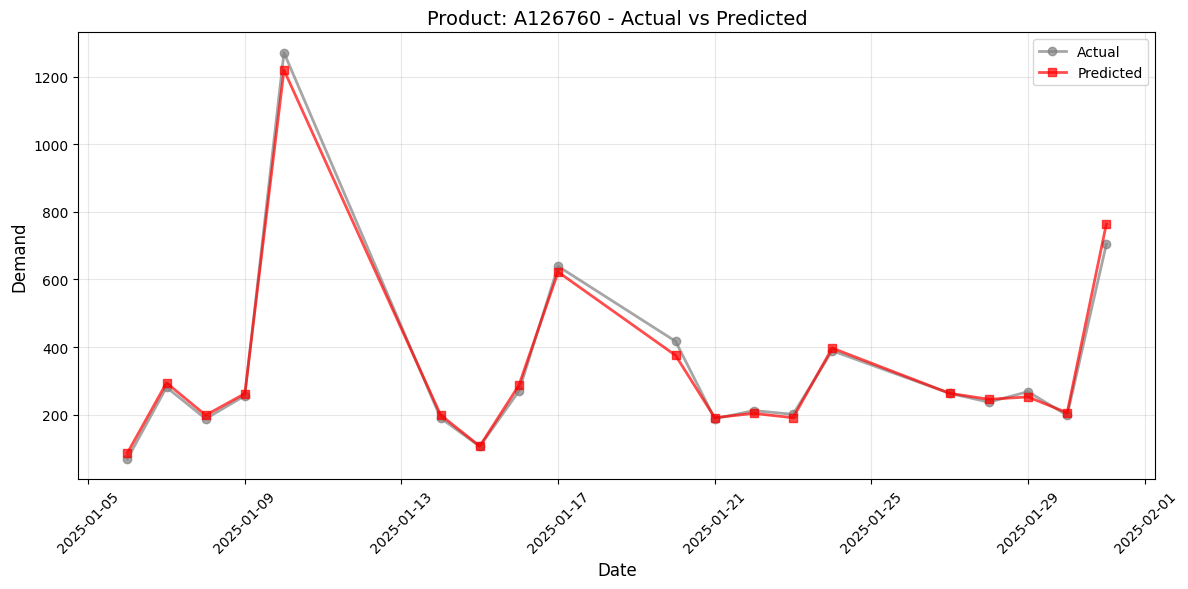 Product: A126760 - Actual vs Predicted
Actual
Predicted
Demand
1200
1000
800
600
400
200
2025-01-05
2025-01-09
2025-01-13
2025-01-17
2025-01-21
2025-01-25
2025-01-29
2025-02-01
Date